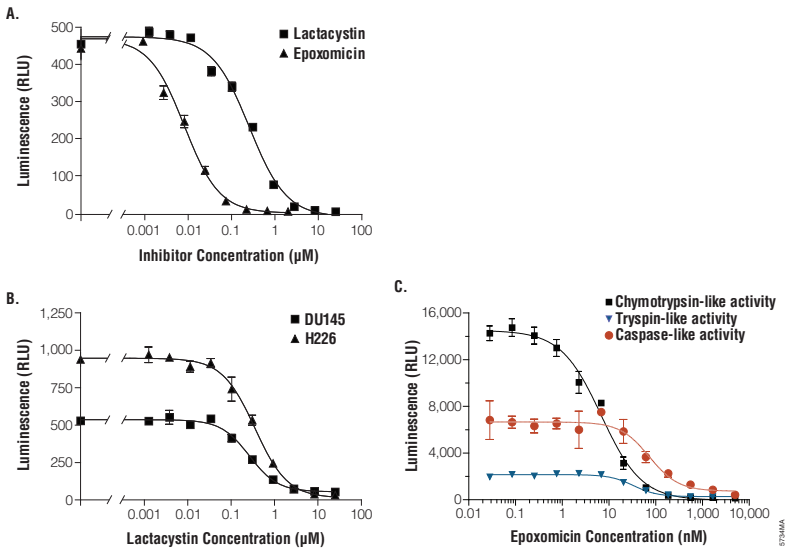 A.
Luminescence (RLU)
500
400
300
200
100
0
Lactacystin
Epoxomicin
0.001 0.01 0.1 1 10 100
Inhibitor Concentration (µM)
B.
Luminescence (RLU)
1,250
1,000
750
500
250
0
DU145
H226
0.001 0.01 0.1 1 10 100
Lactacystin Concentration (µM)
C.
Luminescence (RLU)
16,000
12,000
8,000
4,000
0.0
Chymotrypsin-like activity
Tryspin-like activity
Caspase-like activity
0.01 0.1 1 10 100 1,000 10,000
Epoxomicin Concentration (nM)
5734MA